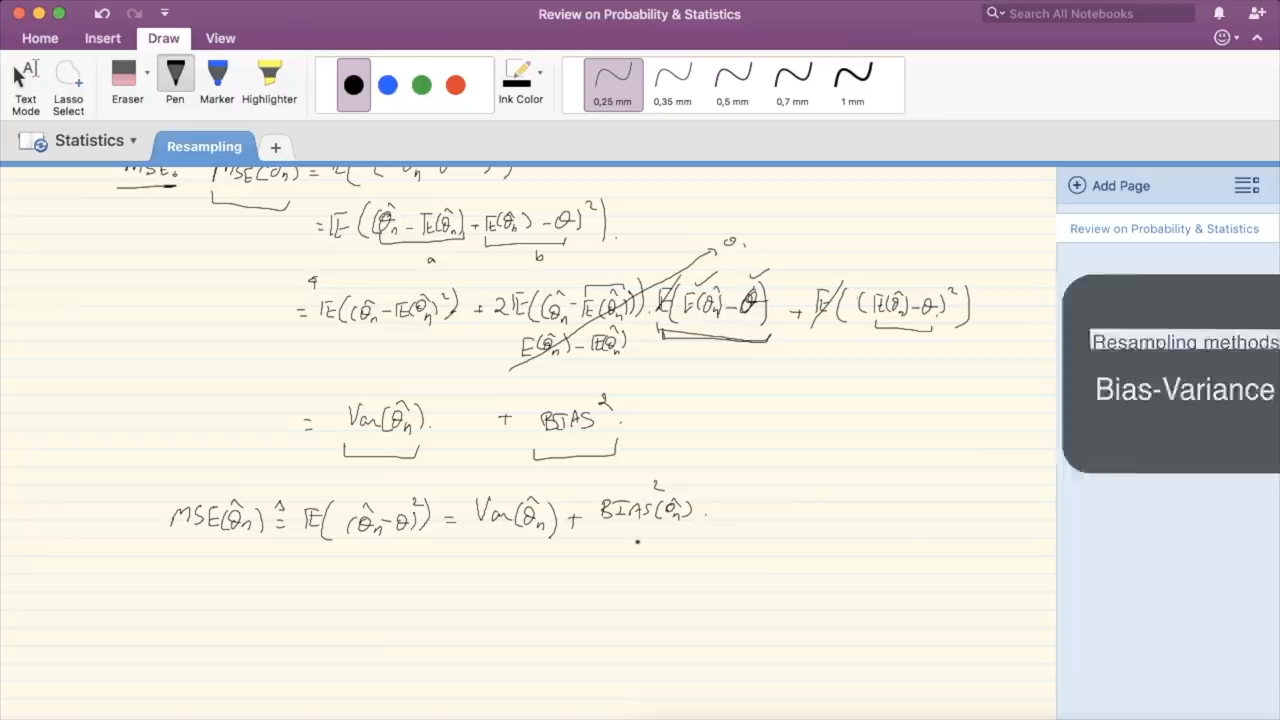 Review on Probability & Statistics
Search All Notebooks
Home Insert Draw View
Text Mode
Lasso Select
Eraser
Pen
Marker
Highlighter
Ink Color
0,25 mm 0,35 mm 0,5 mm 0,7 mm 1 mm
Statistics
Resampling
+
Add Page
Review on Probability & Statistics
Resampling methods
Bias-Variance
MSE: MSE(θ̂n) =
= E((θ̂n − E(θ̂n) + E(θ̂n) − θ)²).
a b
0.
= E((θ̂n − E(θ̂n))²) + 2E((θ̂n − E(θ̂n))) · E(E(θ̂n) − θ) + E((E(θ̂n) − θ)²)
E(θ̂n) − E(θ̂n)
= Var(θ̂n). + BIAS².
MSE(θ̂n) ≜ E((θ̂n − θ)²) = Var(θ̂n) + BIAS²(θ̂n).